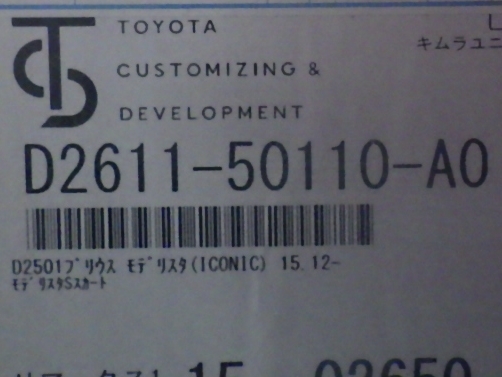 TOYOTA
CUSTOMIZING &
DEVELOPMENT
キムラユニ
D2611-50110-A0
D2501ﾌﾟﾘｳｽ ﾓﾃﾞﾘｽﾀ(ICONIC) 15.12-
ﾓﾃﾞﾘｽﾀSｽｶｰﾄ